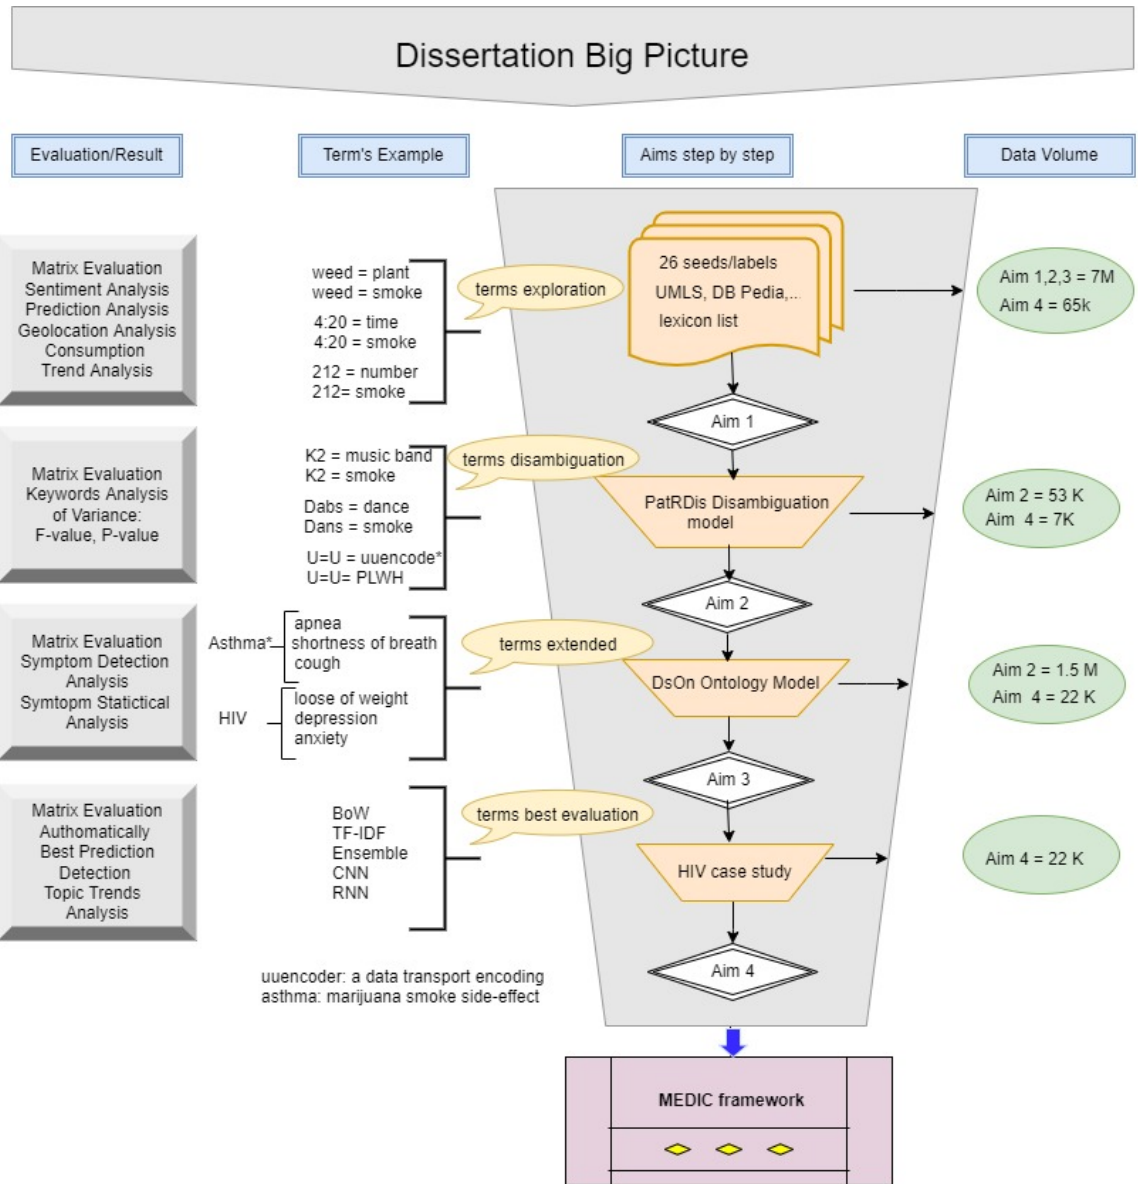 Dissertation Big Picture
Evaluation/Result
Term's Example
Aims step by step
Data Volume
Matrix Evaluation
Sentiment Analysis
Prediction Analysis
Geolocation Analysis
Consumption
Trend Analysis
weed = plant
weed = smoke
4:20 = time
4:20 = smoke
212 = number
212= smoke
terms exploration
26 seeds/labels
UMLS, DB Pedia,...
lexicon list
Aim 1,2,3 = 7M
Aim 4 = 65k
Aim 1
Matrix Evaluation
Keywords Analysis
of Variance:
F-value, P-value
K2 = music band
K2 = smoke
Dabs = dance
Dans = smoke
U=U = uuencode*
U=U= PLWH
terms disambiguation
PatRDis Disambiguation
model
Aim 2 = 53 K
Aim 4 = 7K
Aim 2
Matrix Evaluation
Symptom Detection
Analysis
Symtopm Statictical
Analysis
Asthma*
apnea
shortness of breath
cough
HIV
loose of weight
depression
anxiety
terms extended
DsOn Ontology Model
Aim 2 = 1.5 M
Aim 4 = 22 K
Aim 3
Matrix Evaluation
Authomatically
Best Prediction
Detection
Topic Trends
Analysis
BoW
TF-IDF
Ensemble
CNN
RNN
terms best evaluation
HIV case study
Aim 4 = 22 K
Aim 4
uuencoder: a data transport encoding
asthma: marijuana smoke side-effect
MEDIC framework